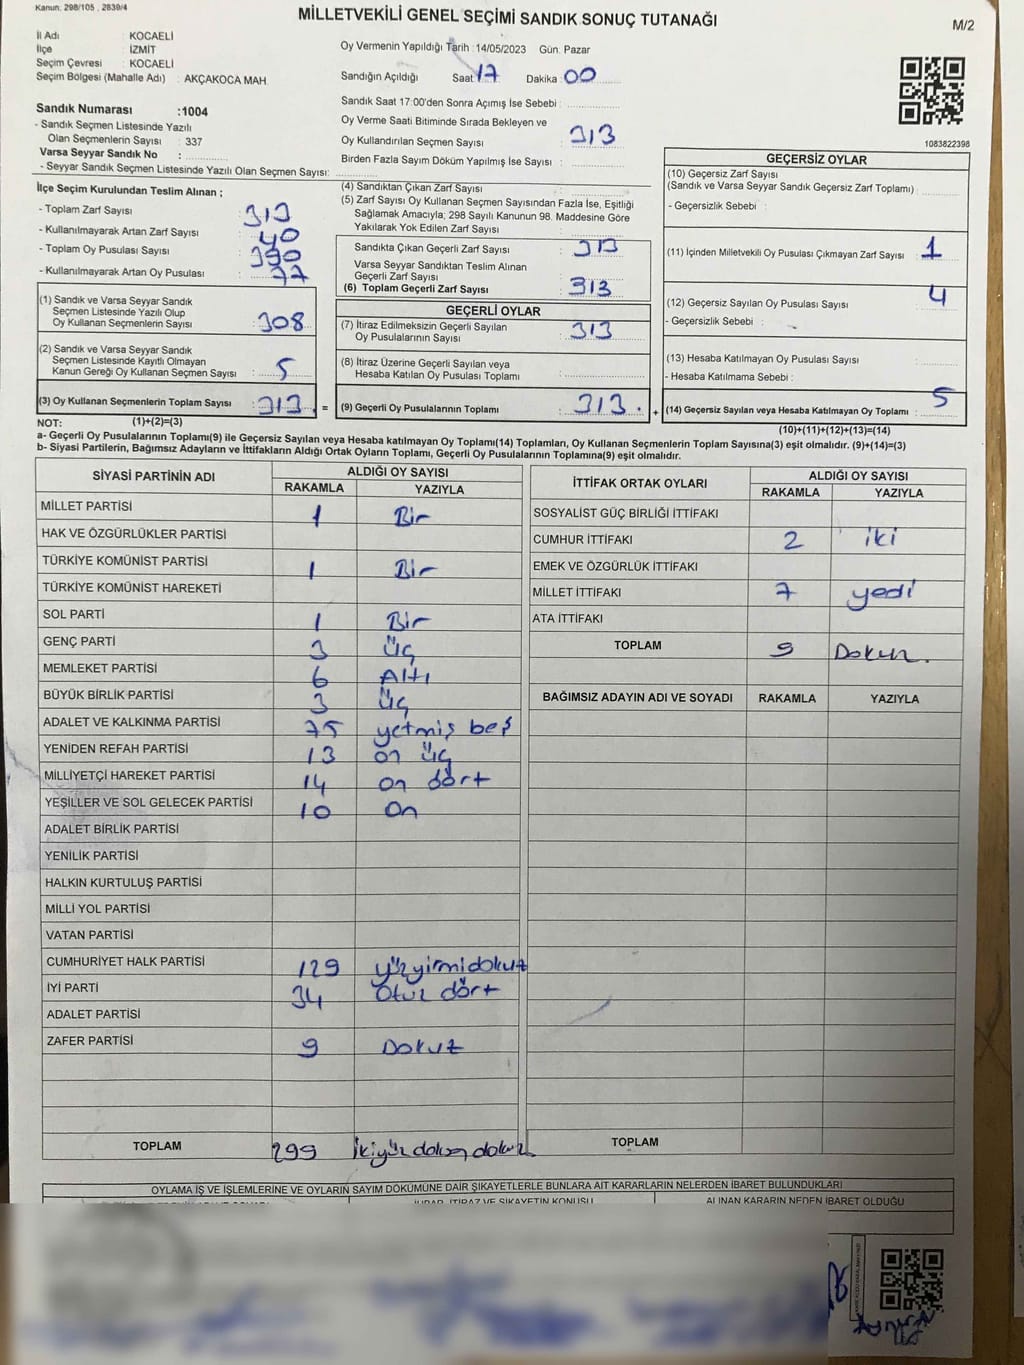 Kanun: 298/105 , 2839/4
MİLLETVEKİLİ GENEL SEÇİMİ SANDIK SONUÇ TUTANAĞI
M/2
İl Adı : KOCAELİ
İlçe : İZMİT
Seçim Çevresi : KOCAELİ
Seçim Bölgesi (Mahalle Adı) : AKÇAKOCA MAH.
Sandık Numarası :1004
- Sandık Seçmen Listesinde Yazılı
Olan Seçmenlerin Sayısı : 337
Varsa Seyyar Sandık No :
- Seyyar Sandık Seçmen Listesinde Yazılı Olan Seçmen Sayısı:
Oy Vermenin Yapıldığı Tarih : 14/05/2023 Gün: Pazar
Sandığın Açıldığı Saat 17 Dakika 00
Sandık Saat 17:00'den Sonra Açımış İse Sebebi :
Oy Verme Saati Bitiminde Sırada Bekleyen ve
Oy Kullandırılan Seçmen Sayısı : 313
Birden Fazla Sayım Döküm Yapılmış İse Sayısı :
1083822398
İlçe Seçim Kurulundan Teslim Alınan ;
- Toplam Zarf Sayısı : 313
- Kullanılmayarak Artan Zarf Sayısı : 40
- Toplam Oy Pusulası Sayısı : 390
- Kullanılmayarak Artan Oy Pusulası : 77
(1) Sandık ve Varsa Seyyar Sandık
Seçmen Listesinde Yazılı Olup
Oy Kullanan Seçmenlerin Sayısı : 308
(2) Sandık ve Varsa Seyyar Sandık
Seçmen Listesinde Kayıtlı Olmayan
Kanun Gereği Oy Kullanan Seçmen Sayısı : 5
(3) Oy Kullanan Seçmenlerin Toplam Sayısı : 313 =
(1)+(2)=(3)
(4) Sandıktan Çıkan Zarf Sayısı :
(5) Zarf Sayısı Oy Kullanan Seçmen Sayısından Fazla İse, Eşitliği
Sağlamak Amacıyla; 298 Sayılı Kanunun 98. Maddesine Göre
Yakılarak Yok Edilen Zarf Sayısı :
Sandıkta Çıkan Geçerli Zarf Sayısı : 313
Varsa Seyyar Sandıktan Teslim Alınan
Geçerli Zarf Sayısı :
(6) Toplam Geçerli Zarf Sayısı : 313
GEÇERLİ OYLAR
(7) İtiraz Edilmeksizin Geçerli Sayılan
Oy Pusulalarının Sayısı : 313
(8) İtiraz Üzerine Geçerli Sayılan veya
Hesaba Katılan Oy Pusulası Toplamı :
(9) Geçerli Oy Pusulalarının Toplamı : 313. +
GEÇERSİZ OYLAR
(10) Geçersiz Zarf Sayısı
(Sandık ve Varsa Seyyar Sandık Geçersiz Zarf Toplamı) :
- Geçersizlik Sebebi :
(11) İçinden Milletvekili Oy Pusulası Çıkmayan Zarf Sayısı : 1
(12) Geçersiz Sayılan Oy Pusulası Sayısı : 4
- Geçersizlik Sebebi :
(13) Hesaba Katılmayan Oy Pusulası Sayısı :
- Hesaba Katılmama Sebebi :
(14) Geçersiz Sayılan veya Hesaba Katılmayan Oy Toplamı : 5
(10)+(11)+(12)+(13)=(14)
NOT:
a- Geçerli Oy Pusulalarının Toplamı(9) ile Geçersiz Sayılan veya Hesaba katılmayan Oy Toplamı(14) Toplamları, Oy Kullanan Seçmenlerin Toplam Sayısına(3) eşit olmalıdır. (9)+(14)=(3)
b- Siyasi Partilerin, Bağımsız Adayların ve İttifakların Aldığı Ortak Oyların Toplamı, Geçerli Oy Pusulalarının Toplamına(9) eşit olmalıdır.
SİYASİ PARTİNİN ADI ALDIĞI OY SAYISI
RAKAMLA YAZIYLA
MİLLET PARTİSİ 1 Bir
HAK VE ÖZGÜRLÜKLER PARTİSİ
TÜRKİYE KOMÜNİST PARTİSİ 1 Bir
TÜRKİYE KOMÜNİST HAREKETİ
SOL PARTİ 1 Bir
GENÇ PARTİ 3 Üç
MEMLEKET PARTİSİ 6 Altı
BÜYÜK BİRLİK PARTİSİ 3 Üç
ADALET VE KALKINMA PARTİSİ 75 yetmiş beş
YENİDEN REFAH PARTİSİ 13 on üç
MİLLİYETÇİ HAREKET PARTİSİ 14 on dört
YEŞİLLER VE SOL GELECEK PARTİSİ 10 On
ADALET BİRLİK PARTİSİ
YENİLİK PARTİSİ
HALKIN KURTULUŞ PARTİSİ
MİLLİ YOL PARTİSİ
VATAN PARTİSİ
CUMHURİYET HALK PARTİSİ 129 yüzyirmidokuz
İYİ PARTİ 34 Otuz dört
ADALET PARTİSİ
ZAFER PARTİSİ 9 Dokuz
TOPLAM 299 İkiyüz doksan dokuz
İTTİFAK ORTAK OYLARI ALDIĞI OY SAYISI
RAKAMLA YAZIYLA
SOSYALİST GÜÇ BİRLİĞİ İTTİFAKI
CUMHUR İTTİFAKI 2 iki
EMEK VE ÖZGÜRLÜK İTTİFAKI
MİLLET İTTİFAKI 7 yedi
ATA İTTİFAKI
TOPLAM 9 Dokuz.
BAĞIMSIZ ADAYIN ADI VE SOYADI RAKAMLA YAZIYLA
TOPLAM
OYLAMA İŞ VE İŞLEMLERİNE VE OYLARIN SAYIM DÖKÜMÜNE DAİR ŞİKAYETLERLE BUNLARA AİT KARARLARIN NELERDEN İBARET BULUNDUKLARI
İTİRAZ VE ŞİKAYETİN KONUSU
ALINAN KARARIN NEDEN İBARET OLDUĞU